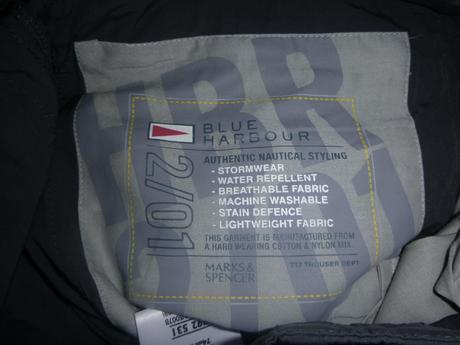 HBR
BLUE
HARBOUR
2/01
AUTHENTIC NAUTICAL STYLING
- STORMWEAR
- WATER REPELLENT
- BREATHABLE FABRIC
- MACHINE WASHABLE
- STAIN DEFENCE
- LIGHTWEIGHT FABRIC
THIS GARMENT IS MANUFACTURED FROM
A HARD WEARING COTTON & NYLON MIX.
MARKS &
SPENCER
T17 TROUSER DEPT